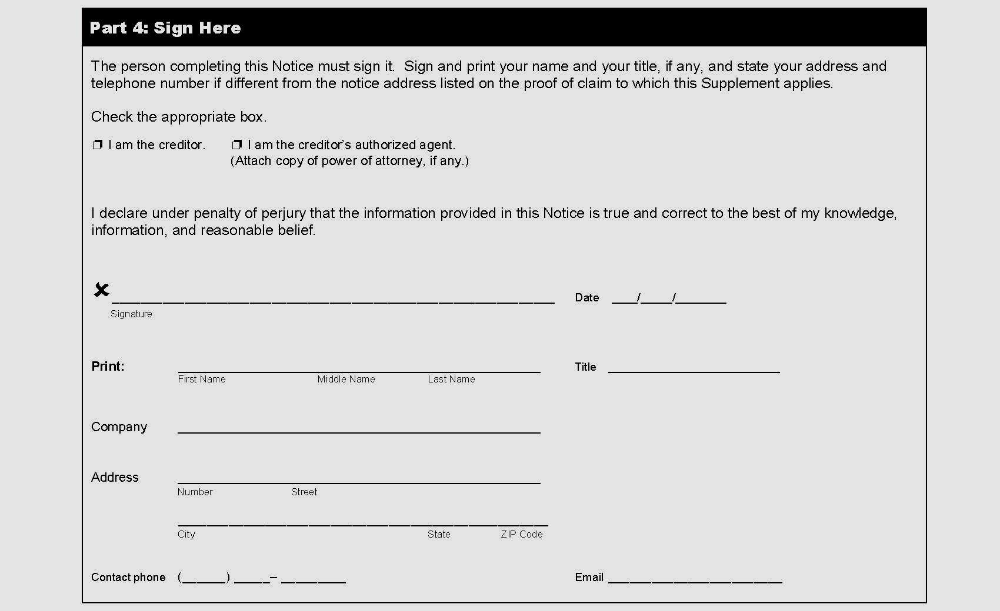 Part 4: Sign Here
The person completing this Notice must sign it.  Sign and print your name and your title, if any, and state your address and
telephone number if different from the notice address listed on the proof of claim to which this Supplement applies.
Check the appropriate box.
❐ I am the creditor. ❐ I am the creditor’s authorized agent.
(Attach copy of power of attorney, if any.)
I declare under penalty of perjury that the information provided in this Notice is true and correct to the best of my knowledge,
information, and reasonable belief.
✘ ______________________________ Date ____/_____/________
Signature
Print: ______________________________ Title ____________________
First Name Middle Name Last Name
Company ______________________________
Address ______________________________
Number Street
______________________________
City State ZIP Code
Contact phone (______) _____– _________ Email ________________________